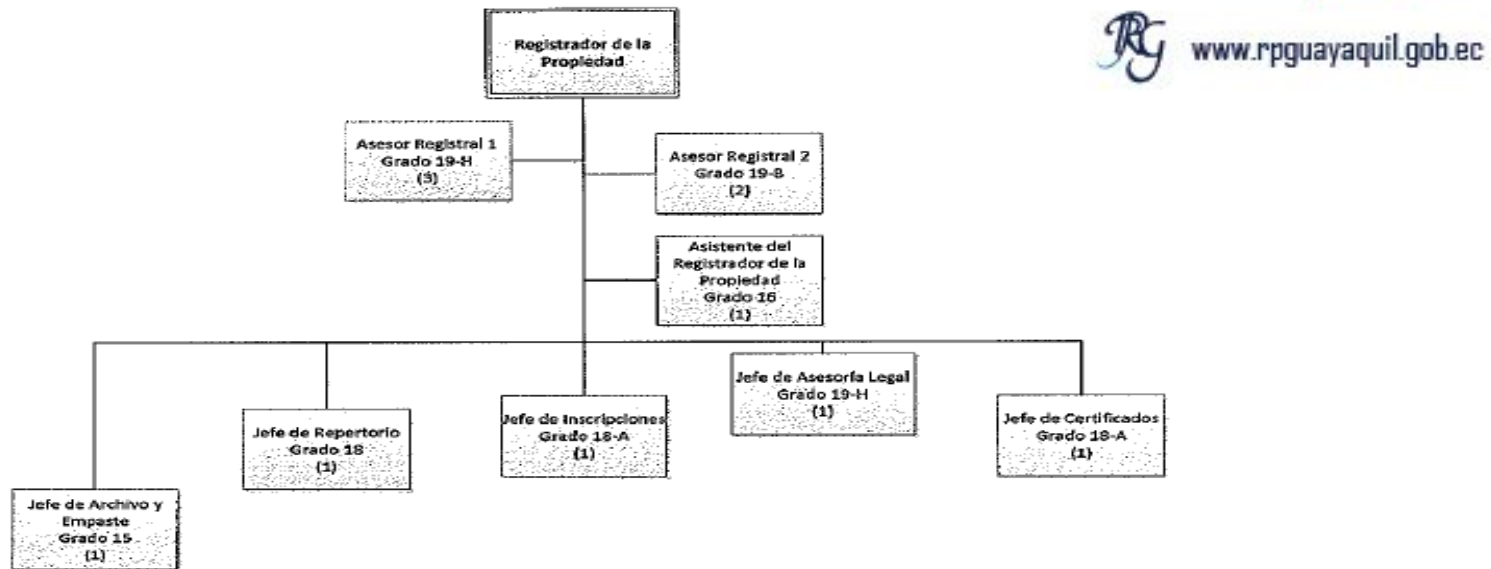 Registrador de la
Propiedad
www.rpguayaquil.gob.ec
Asesor Registral 1
Grado 19-H
(3)
Asesor Registral 2
Grado 19-B
(2)
Asistente del
Registrador de la
Propiedad
Grado 16
(1)
Jefe de Asesoría Legal
Grado 19-H
(1)
Jefe de Inscripciones
Grado 18-A
(1)
Jefe de Certificados
Grado 18-A
(1)
Jefe de Repertorio
Grado 18
(1)
Jefe de Archivo y
Empaste
Grado 15
(1)